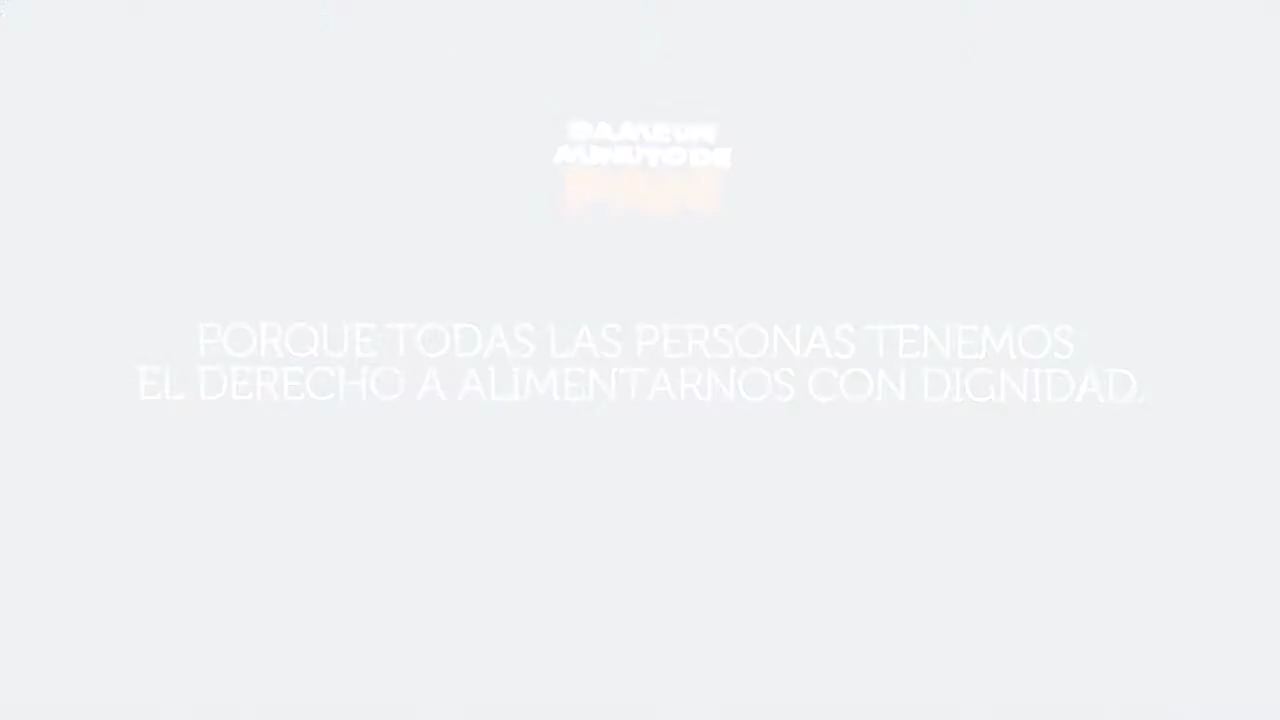 DAME UN
MINUTO DE
PORQUE TODAS LAS PERSONAS TENEMOS
EL DERECHO A ALIMENTARNOS CON DIGNIDAD.